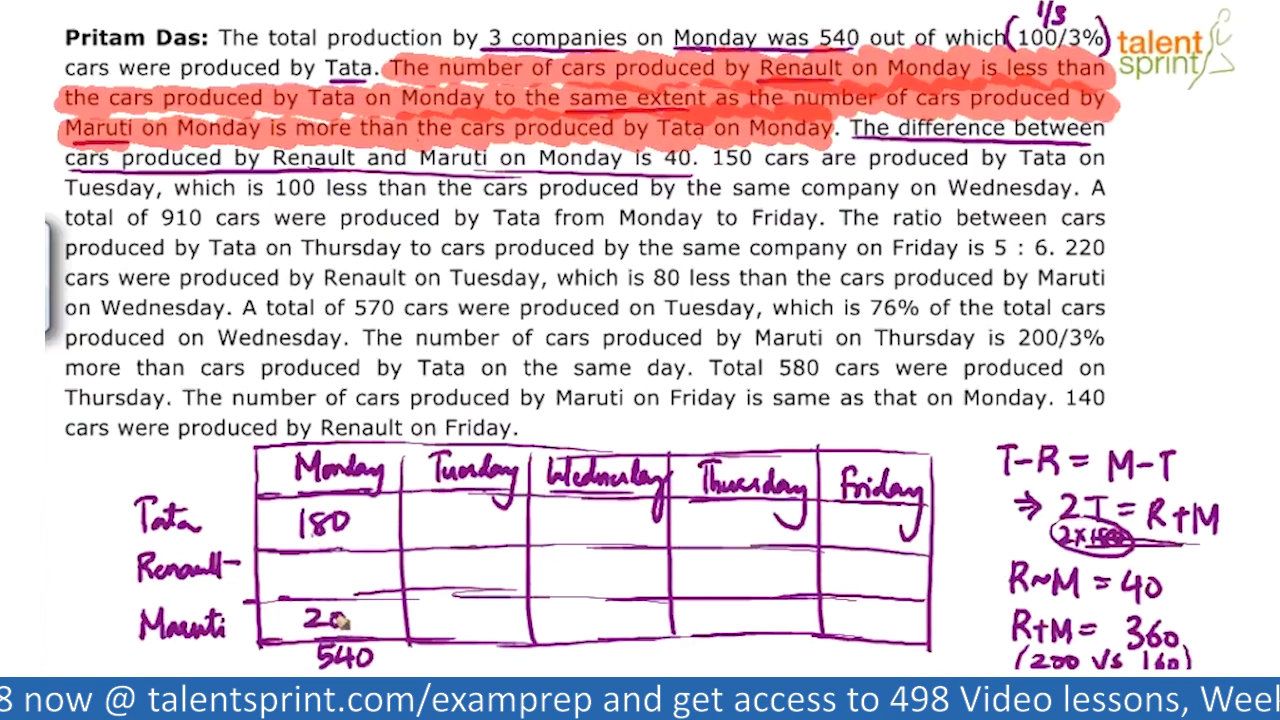 1/3
Pritam Das: The total production by 3 companies on Monday was 540 out of which (100/3%)
talent
sprint
cars were produced by Tata. The number of cars produced by Renault on Monday is less than
the cars produced by Tata on Monday to the same extent as the number of cars produced by
Maruti on Monday is more than the cars produced by Tata on Monday. The difference between
cars produced by Renault and Maruti on Monday is 40. 150 cars are produced by Tata on
Tuesday, which is 100 less than the cars produced by the same company on Wednesday. A
total of 910 cars were produced by Tata from Monday to Friday. The ratio between cars
produced by Tata on Thursday to cars produced by the same company on Friday is 5 : 6. 220
cars were produced by Renault on Tuesday, which is 80 less than the cars produced by Maruti
on Wednesday. A total of 570 cars were produced on Tuesday, which is 76% of the total cars
produced on Wednesday. The number of cars produced by Maruti on Thursday is 200/3%
more than cars produced by Tata on the same day. Total 580 cars were produced on
Thursday. The number of cars produced by Maruti on Friday is same as that on Monday. 140
cars were produced by Renault on Friday.
Monday Tuesday Wednesday Thursday Friday
Tata 180
Renault
Maruti 20
540
T-R = M-T
⇒ 2T = R+M
2×180
R~M = 40
R+M = 360
(200 vs 160)
8 now @ talentsprint.com/examprep and get access to 498 Video lessons, Weel